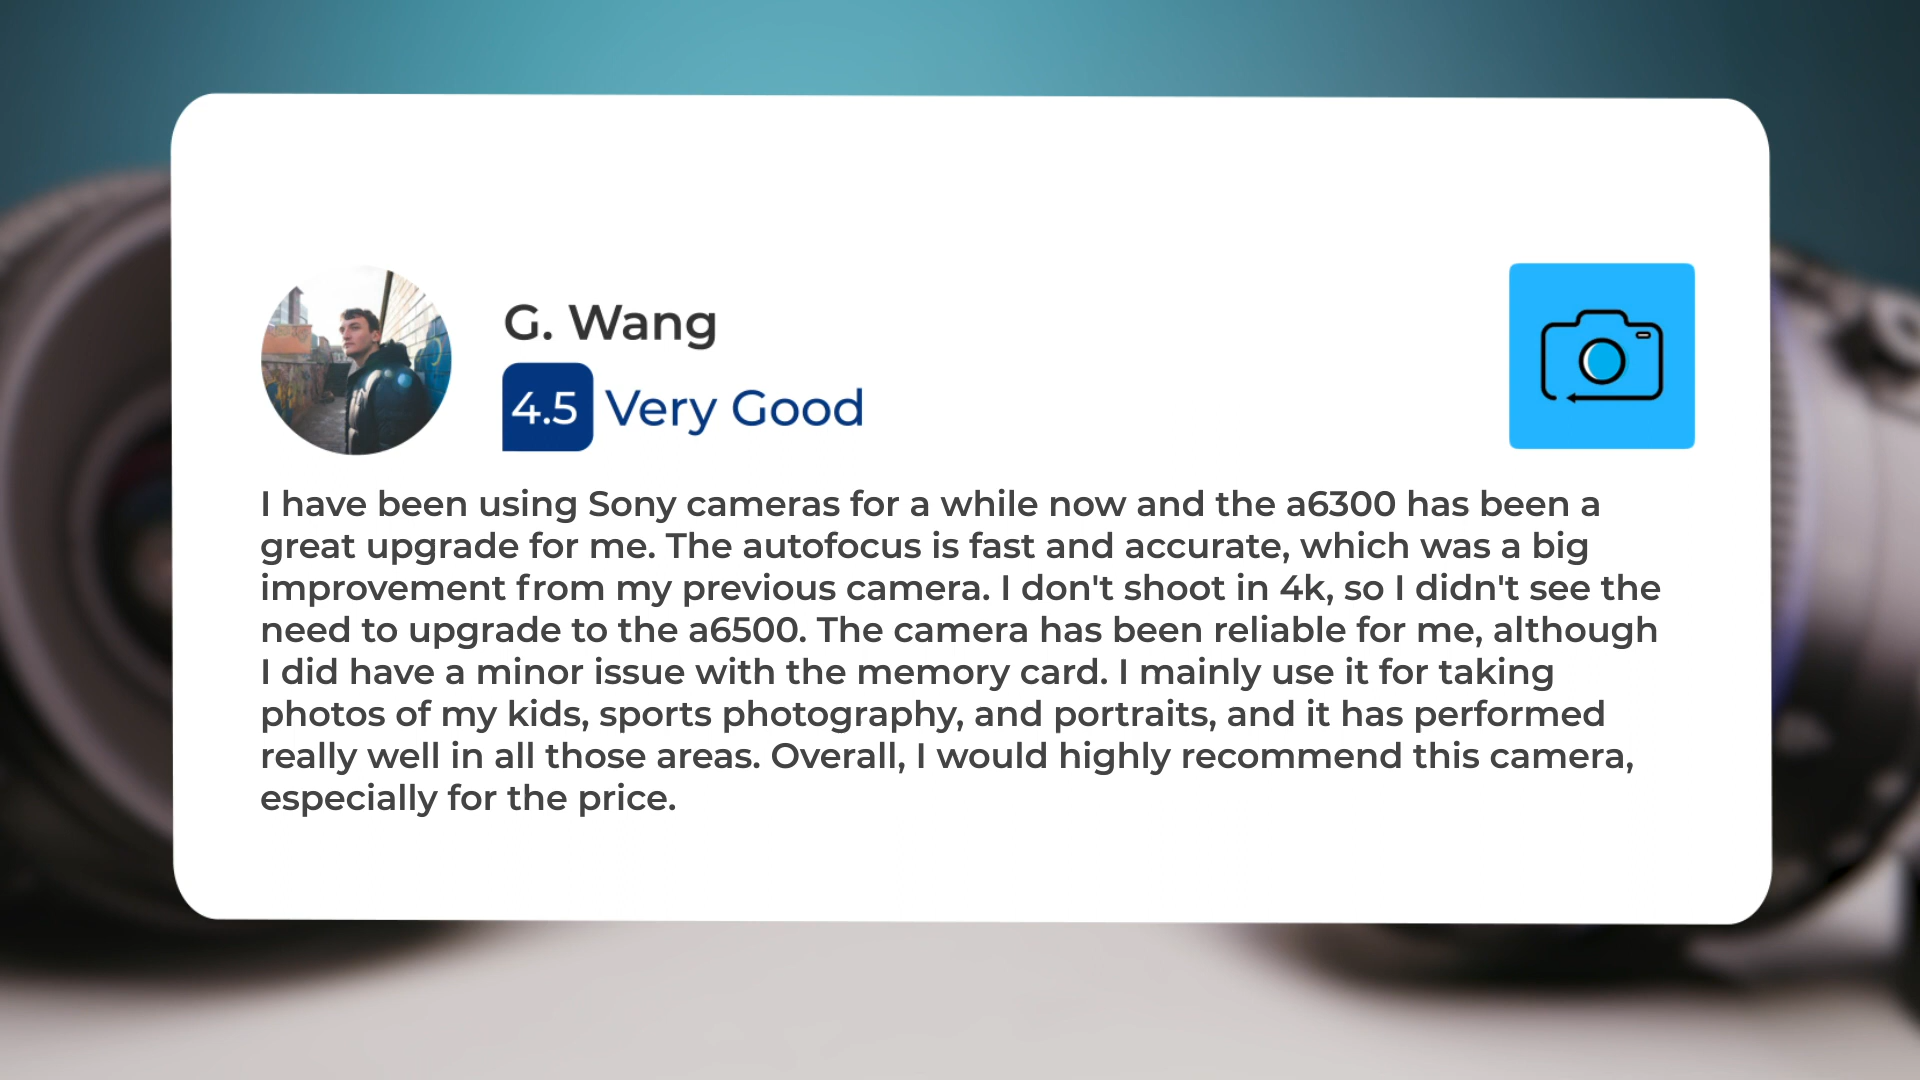 G. Wang
4.5 Very Good
I have been using Sony cameras for a while now and the a6300 has been a
great upgrade for me. The autofocus is fast and accurate, which was a big
improvement from my previous camera. I don't shoot in 4k, so I didn't see the
need to upgrade to the a6500. The camera has been reliable for me, although
I did have a minor issue with the memory card. I mainly use it for taking
photos of my kids, sports photography, and portraits, and it has performed
really well in all those areas. Overall, I would highly recommend this camera,
especially for the price.